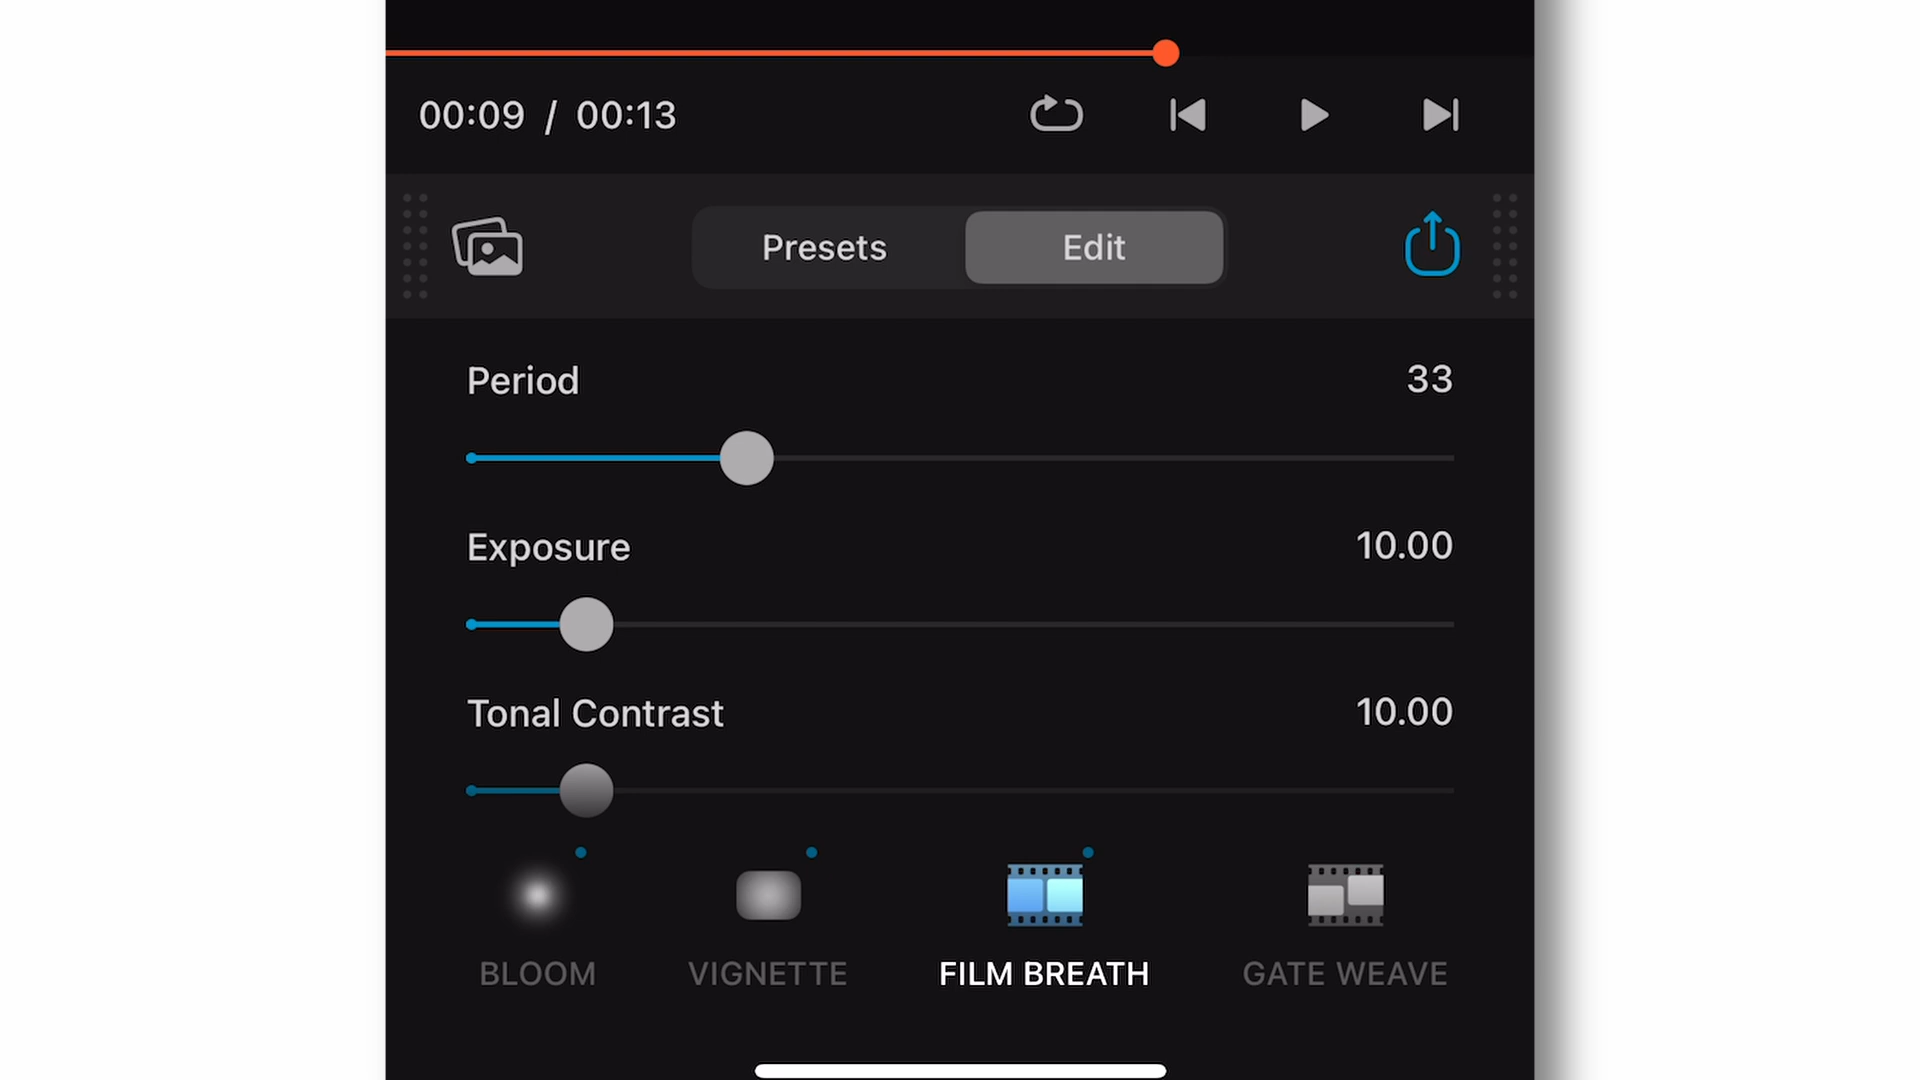 00:09 / 00:13
Presets Edit
Period 33
Exposure 10.00
Tonal Contrast 10.00
BLOOM VIGNETTE FILM BREATH GATE WEAVE